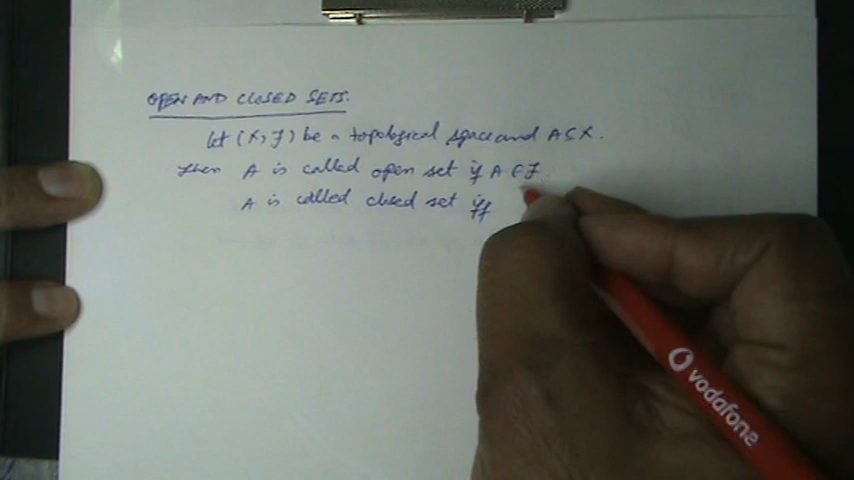 OPEN AND CLOSED SETS.
Let (X, J) be a topological space and A ⊆ X.
Then A is called open set if A ∈ J.
A is called closed set iff
vodafone